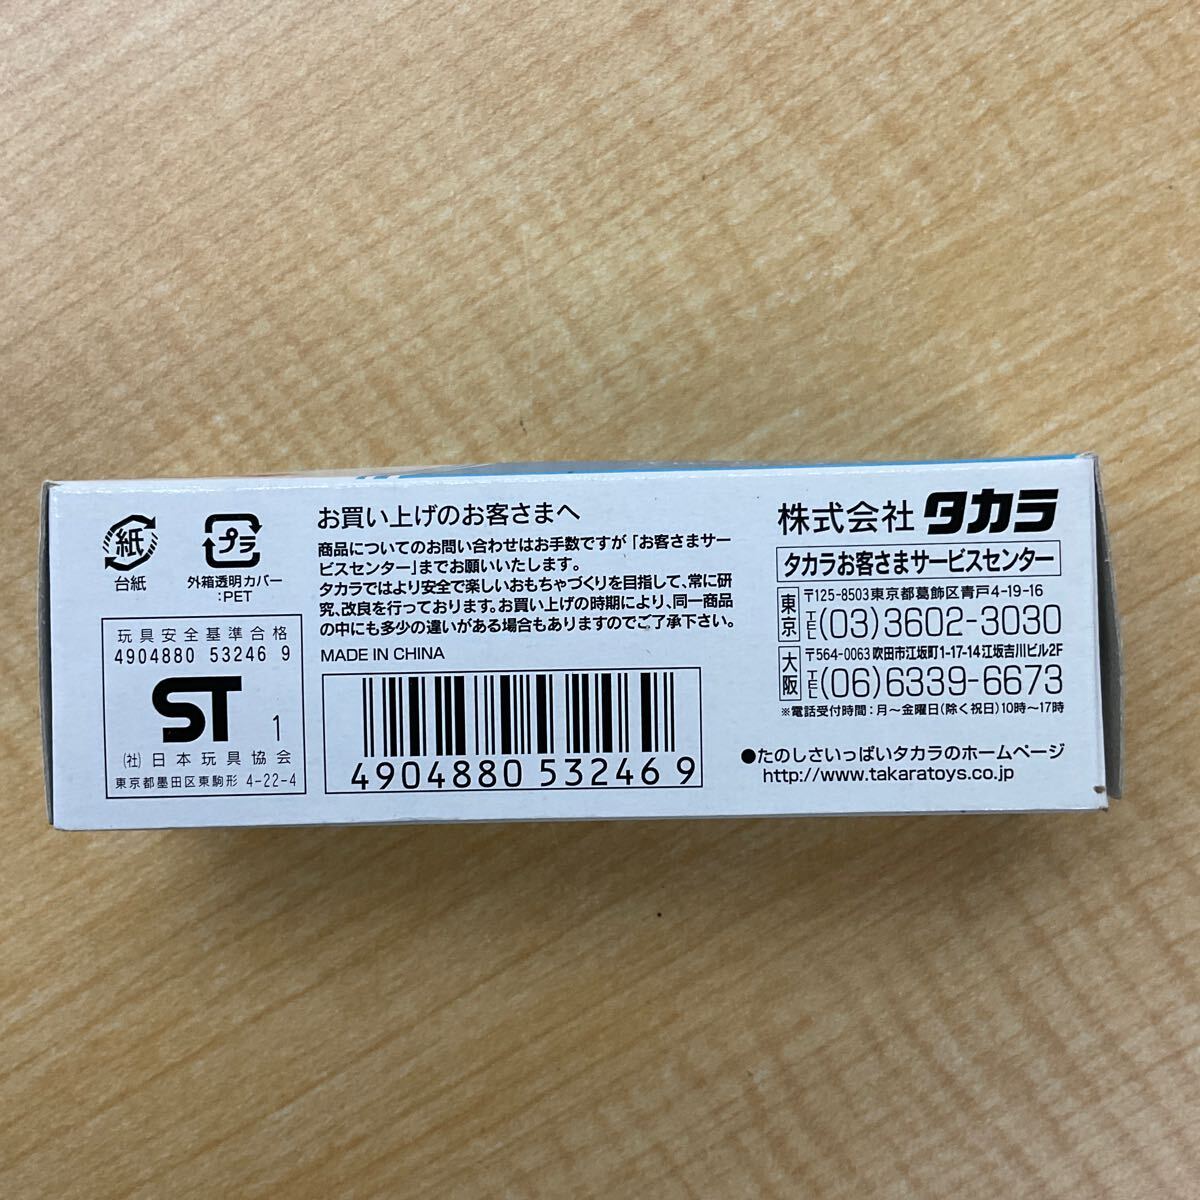 紙
台紙
プラ
外箱透明カバー
:PET
玩具安全基準合格
4904880 53246 9
ST 1
(社)日本玩具協会
東京都墨田区東駒形 4-22-4
お買い上げのお客さまへ
商品についてのお問い合わせはお手数ですが「お客さまサー
ビスセンター」までお願いいたします。
タカラではより安全で楽しいおもちゃづくりを目指して、常に研
究、改良を行っております。お買い上げの時期により、同一商品
の中にも多少の違いがある場合もありますのでご了承下さい。
MADE IN CHINA
4904880 53246 9
株式会社 タカラ
タカラお客さまサービスセンター
東京 〒125-8503東京都葛飾区青戸4-19-16
TEL(03)3602-3030
大阪 〒564-0063吹田市江坂町1-17-14江坂吉川ビル2F
TEL(06)6339-6673
※電話受付時間:月〜金曜日(除く祝日)10時〜17時
●たのしさいっぱいタカラのホームページ
http://www.takaratoys.co.jp